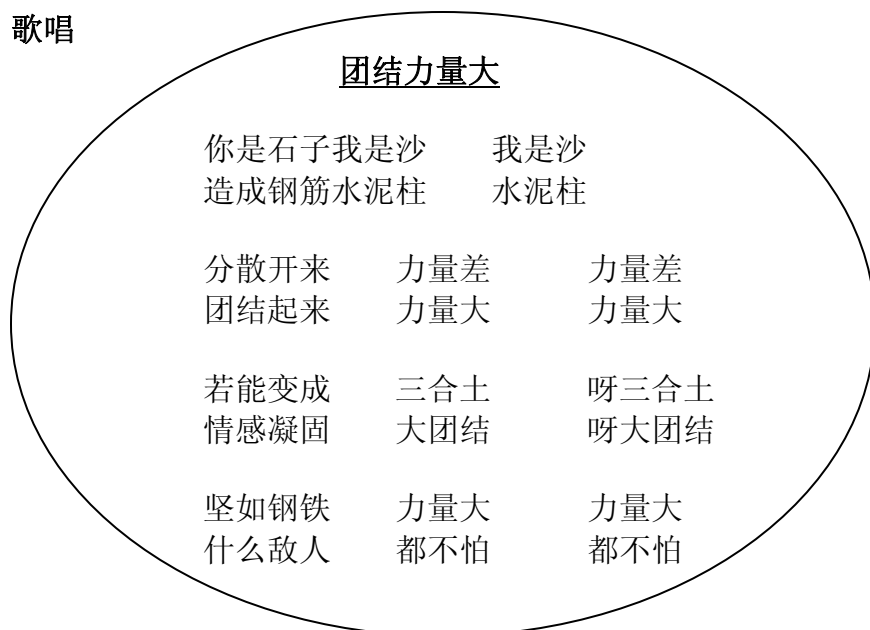 歌唱
团结力量大
你是石子我是沙 我是沙
造成钢筋水泥柱 水泥柱
分散开来 力量差 力量差
团结起来 力量大 力量大
若能变成 三合土 呀三合土
情感凝固 大团结 呀大团结
坚如钢铁 力量大 力量大
什么敌人 都不怕 都不怕